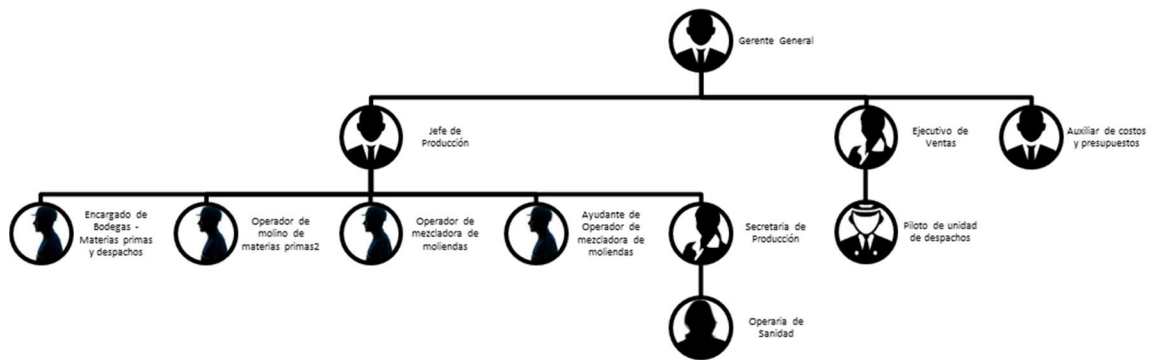 Gerente General
Jefe de
Producción
Ejecutivo de
Ventas
Auxiliar de costos
y presupuestos
Encargado de
Bodegas -
Materias primas
y despachos
Operador de
molino de
materias primas2
Operador de
mezcladora de
moliendas
Ayudante de
Operador de
mezcladora de
moliendas
Secretaria de
Producción
Piloto de unidad
de despachos
Operaria de
Sanidad